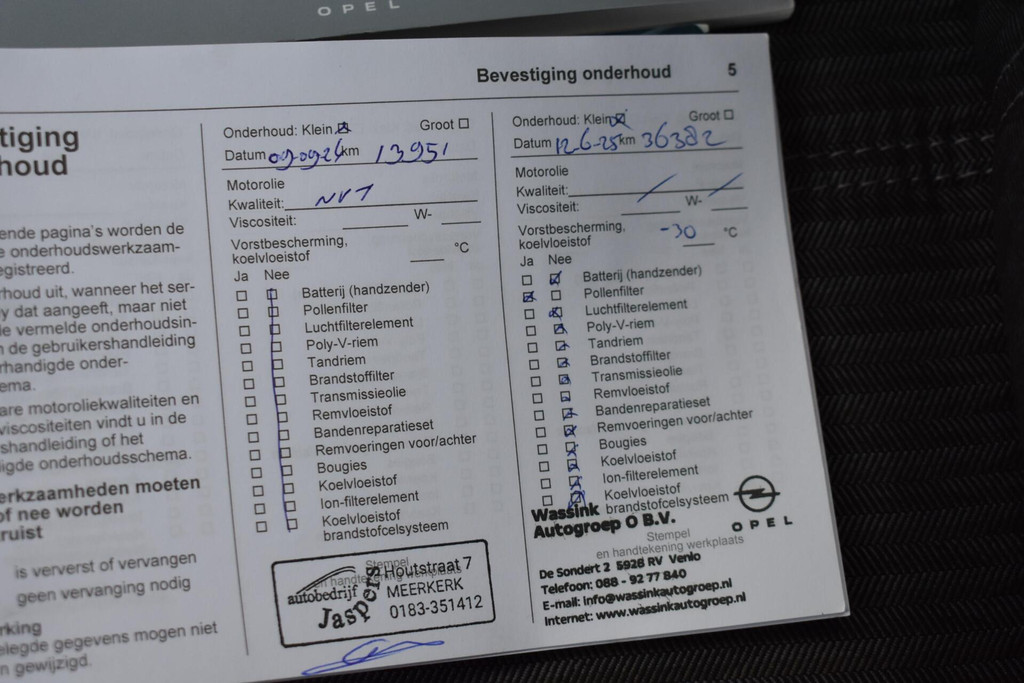 OPEL
Bevestiging onderhoud 5
tiging
houd
ende pagina's worden de
e onderhoudswerkzaam-
egistreerd.
rhoud uit, wanneer het ser-
y dat aangeeft, maar niet
le vermelde onderhoudsin-
n de gebruikershandleiding
rhandigde onder-
ema.
are motoroliekwaliteiten en
viscositeiten vindt u in de
shandleiding of het
igde onderhoudsschema.
erkzaamheden moeten
of nee worden
ruist
is ververst of vervangen
geen vervanging nodig
rking
elegde gegevens mogen niet
n gewijzigd.
Onderhoud: Klein Groot
Datum 09-0924 km 13951
Motorolie
Kwaliteit: NVT
Viscositeit: W-
Vorstbescherming,
koelvloeistof °C
Ja Nee
Batterij (handzender)
Pollenfilter
Luchtfilterelement
Poly-V-riem
Tandriem
Brandstoffilter
Transmissieolie
Remvloeistof
Bandenreparatieset
Remvoeringen voor/achter
Bougies
Koelvloeistof
Ion-filterelement
Koelvloeistof
brandstofcelsysteem
Stempel
autobedrijf
Jaspers
Houtstraat 7
MEERKERK
0183-351412
Onderhoud: Klein Groot
Datum 12-6-25 km 36382
Motorolie
Kwaliteit: /
Viscositeit: W- /
Vorstbescherming,
koelvloeistof -30 °C
Ja Nee
Batterij (handzender)
Pollenfilter
Luchtfilterelement
Poly-V-riem
Tandriem
Brandstoffilter
Transmissieolie
Remvloeistof
Bandenreparatieset
Remvoeringen voor/achter
Bougies
Koelvloeistof
Ion-filterelement
Koelvloeistof
brandstofcelsysteem
Wassink
Autogroep O B.V.
OPEL
Stempel
en handtekening werkplaats
De Sondert 2 5928 RV Venlo
Telefoon: 088 - 92 77 840
E-mail: info@wassinkautogroep.nl
Internet: www.wassinkautogroep.nl